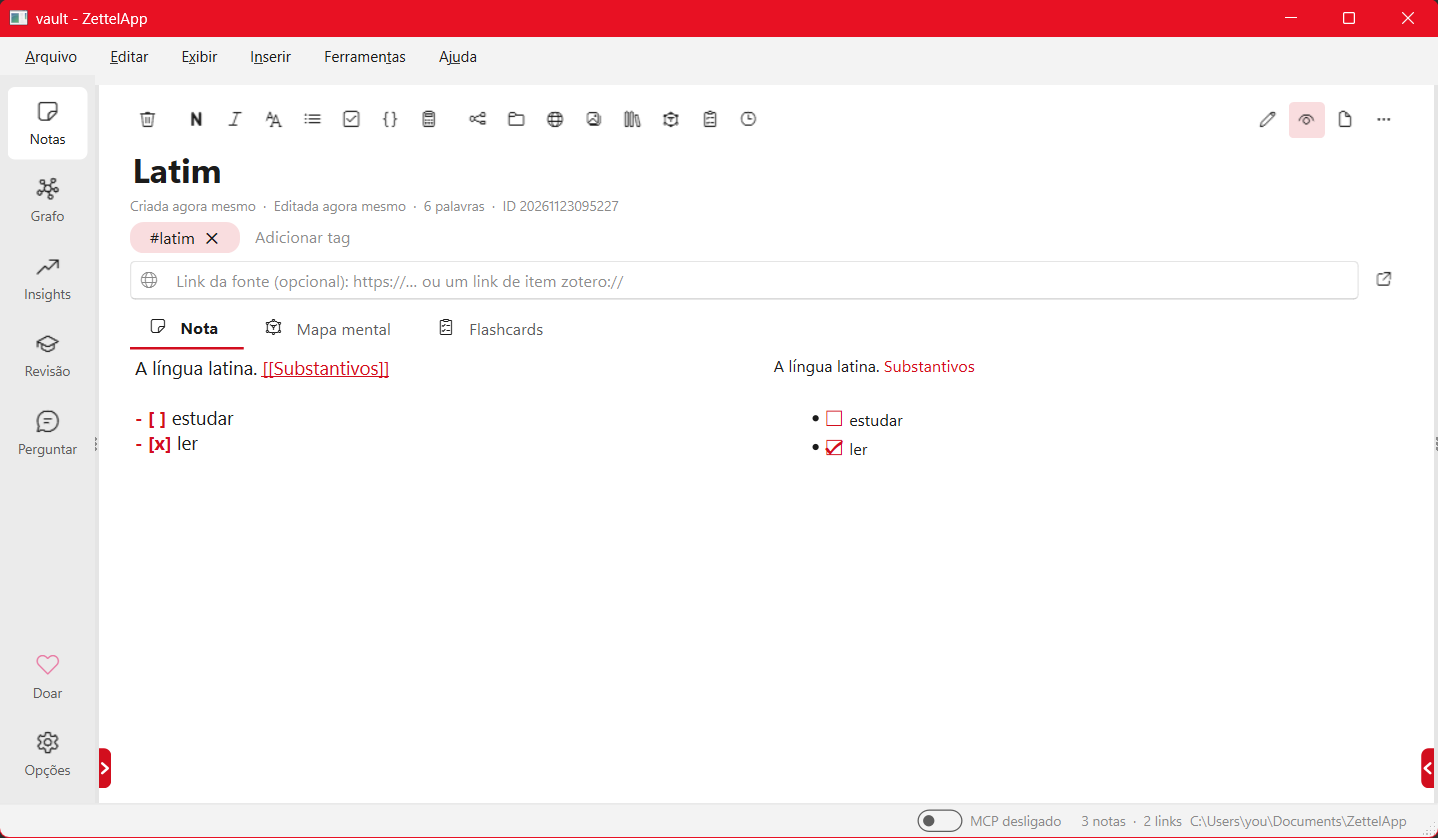 vault - ZettelApp
Arquivo Editar Exibir Inserir Ferramentas Ajuda
Notas
Grafo
Insights
Revisão
Perguntar
Doar
Opções
N
Latim
Criada agora mesmo · Editada agora mesmo · 6 palavras · ID 20261123095227
#latim Adicionar tag
Link da fonte (opcional): https://... ou um link de item zotero://
Nota Mapa mental Flashcards
A língua latina. [[Substantivos]]
- [ ] estudar
- [x] ler
A língua latina. Substantivos
estudar
ler
MCP desligado 3 notas · 2 links C:\Users\you\Documents\ZettelApp